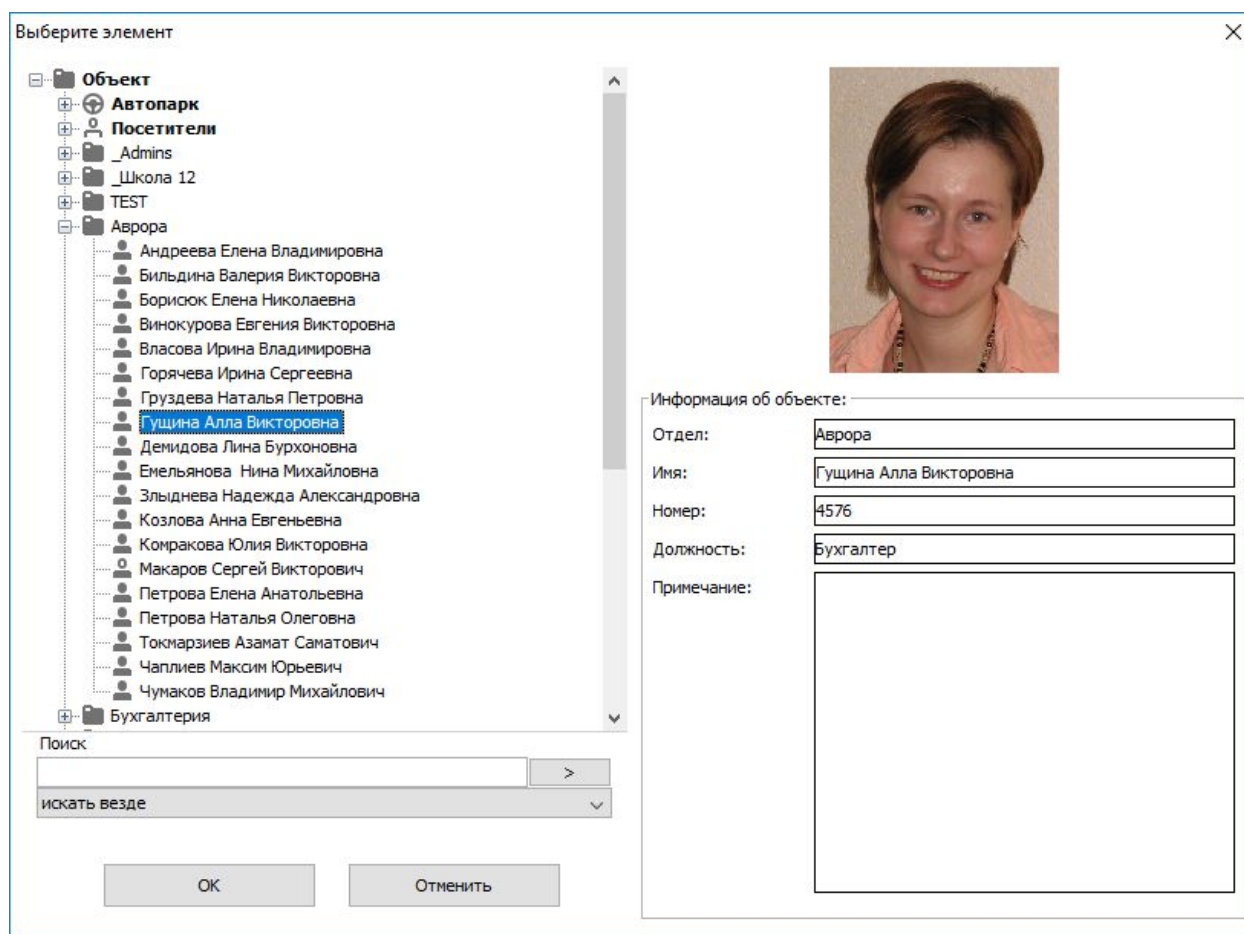 Выберите элемент
Объект
Автопарк
Посетители
_Admins
_Школа 12
TEST
Аврора
Андреева Елена Владимировна
Бильдина Валерия Викторовна
Борисюк Елена Николаевна
Винокурова Евгения Викторовна
Власова Ирина Владимировна
Горячева Ирина Сергеевна
Груздева Наталья Петровна
Гущина Алла Викторовна
Демидова Лина Бурхоновна
Емельянова  Нина Михайловна
Злыднева Надежда Александровна
Козлова Анна Евгеньевна
Комракова Юлия Викторовна
Макаров Сергей Викторович
Петрова Елена Анатольевна
Петрова Наталья Олеговна
Токмарзиев Азамат Саматович
Чаплиев Максим Юрьевич
Чумаков Владимир Михайлович
Бухгалтерия
Поиск
>
искать везде
ОК
Отменить
Информация об объекте:
Отдел: Аврора
Имя: Гущина Алла Викторовна
Номер: 4576
Должность: Бухгалтер
Примечание: